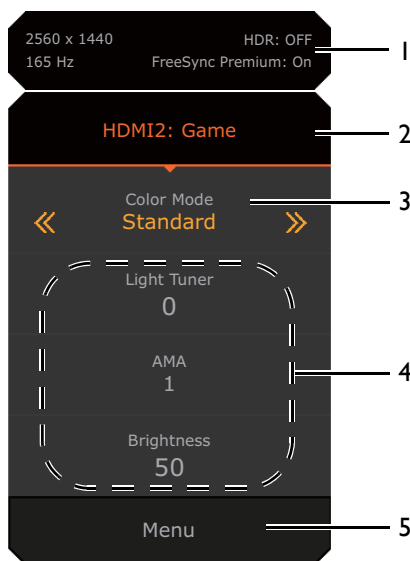 2560 x 1440 HDR: OFF
165 Hz FreeSync Premium: On
1
HDMI2: Game
2
Color Mode
3
Standard
Light Tuner
0
AMA
4
1
Brightness
50
Menu
5